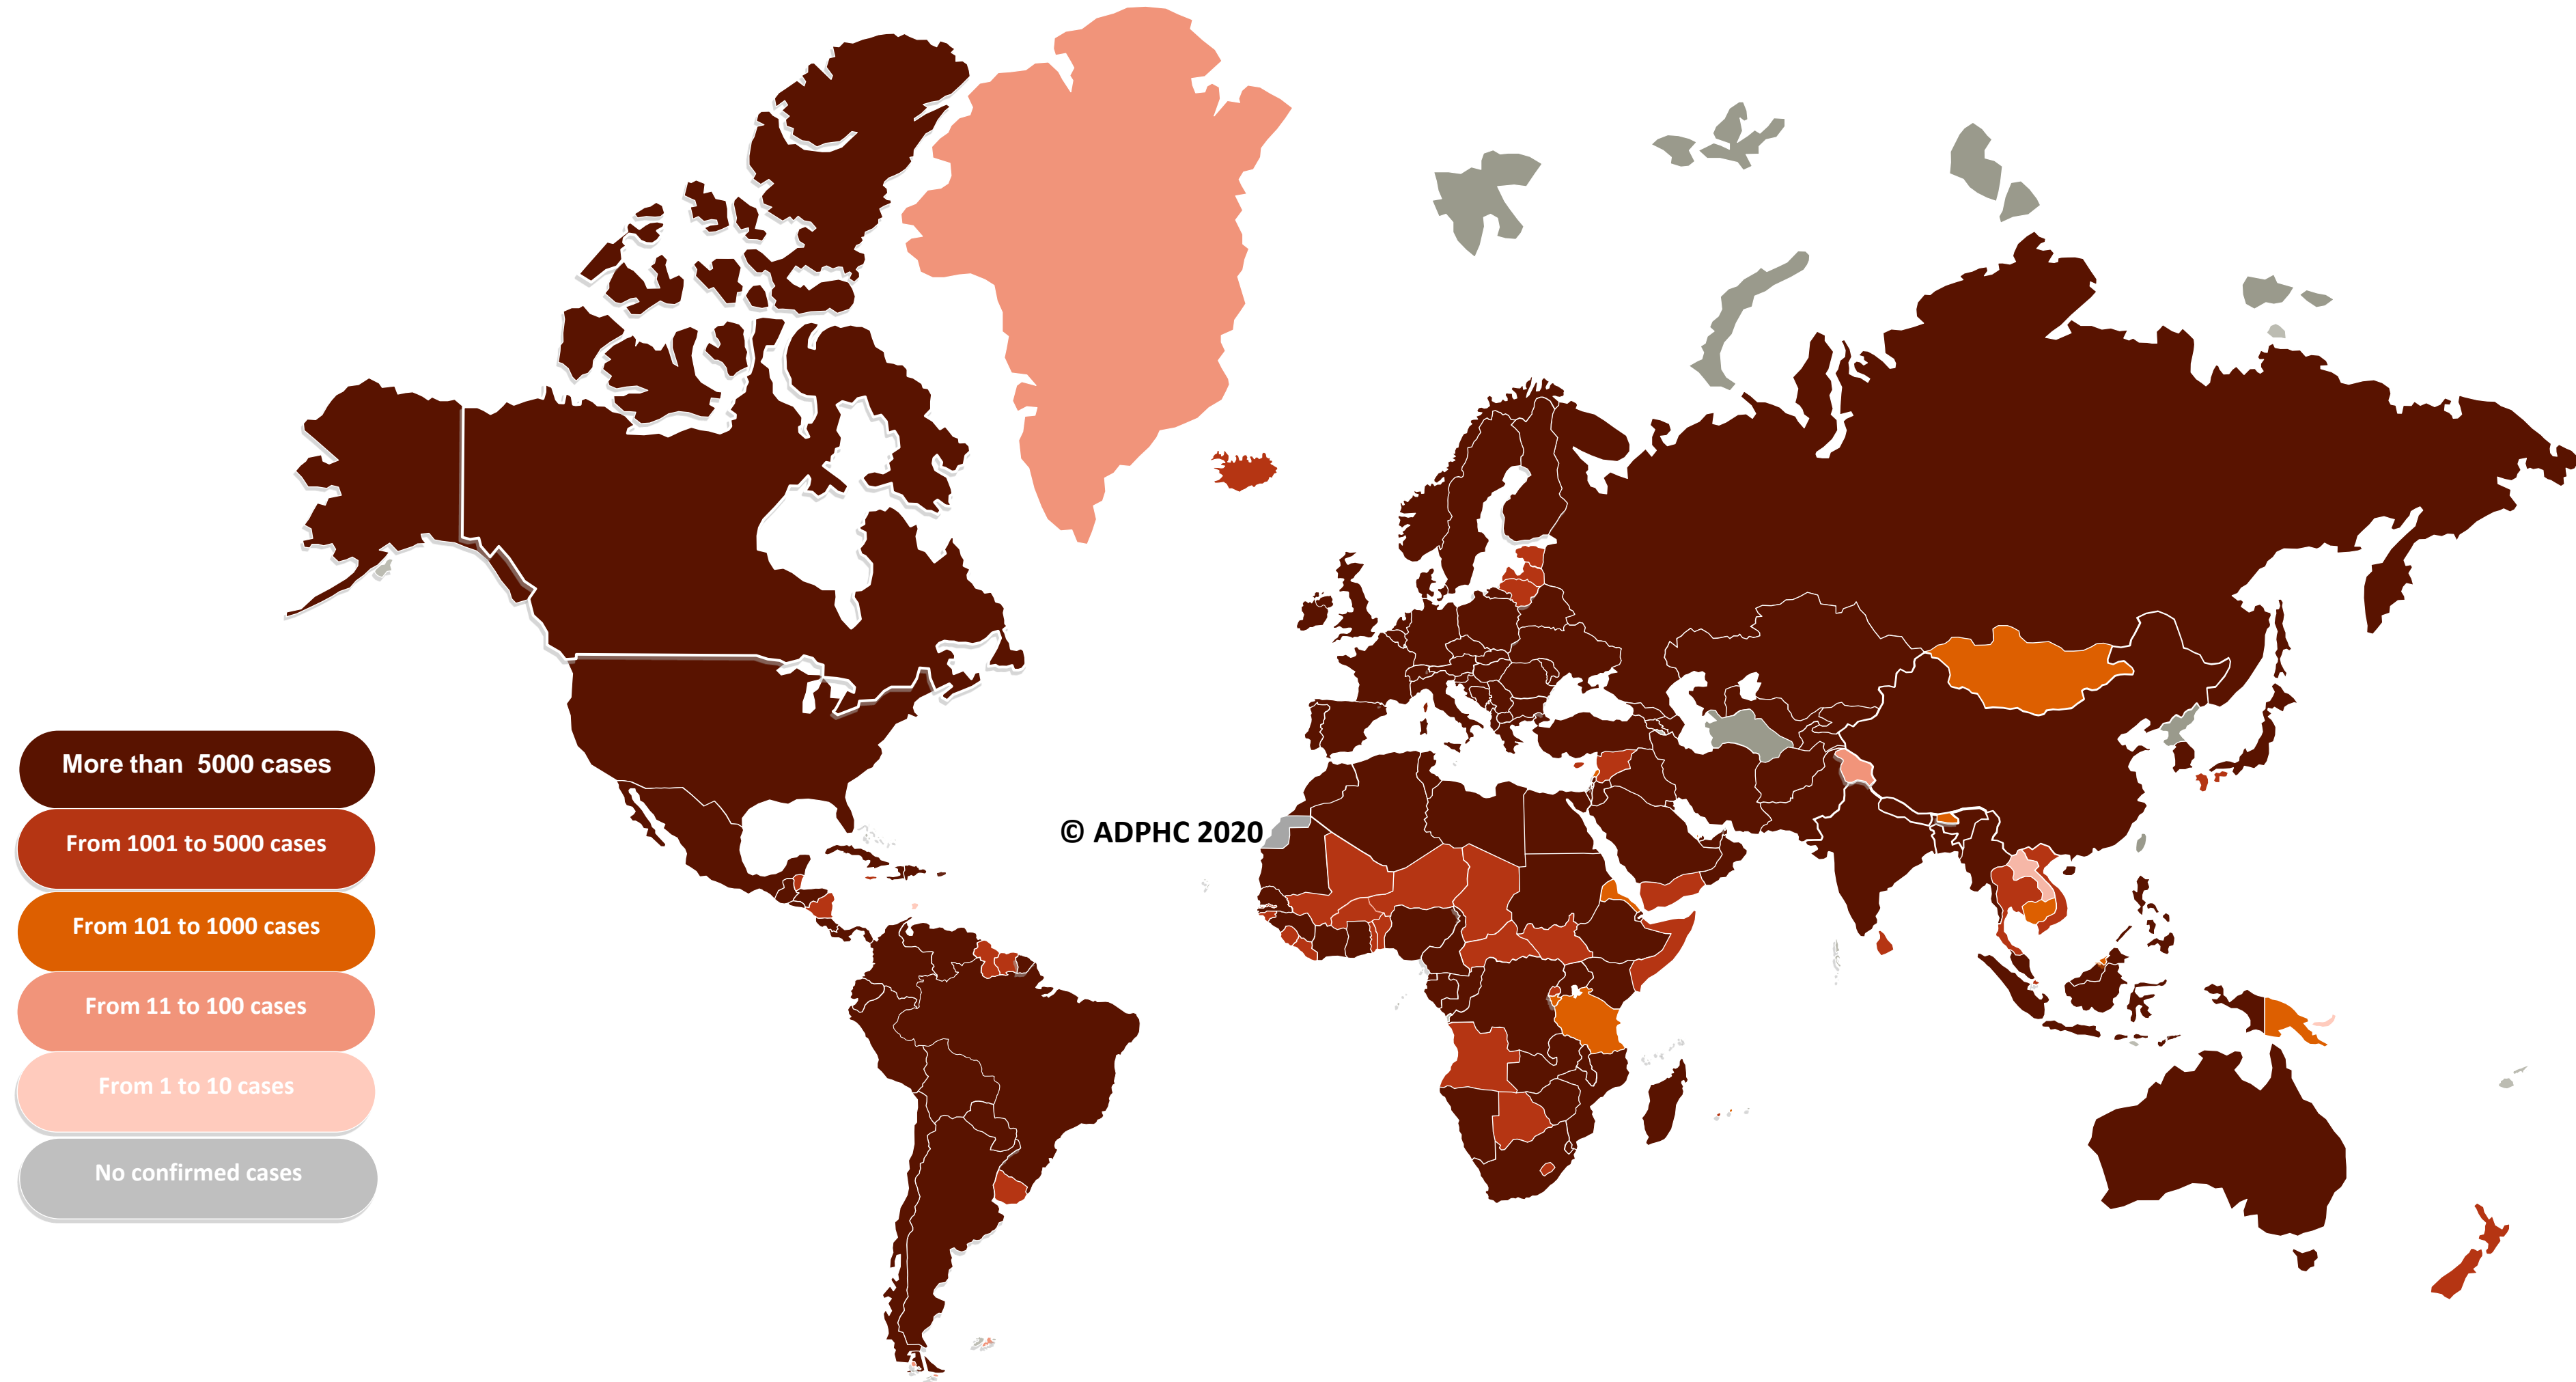 More than  5000 cases
From 1001 to 5000 cases
© ADPHC 2020
From 101 to 1000 cases
From 11 to 100 cases
From 1 to 10 cases
No confirmed cases